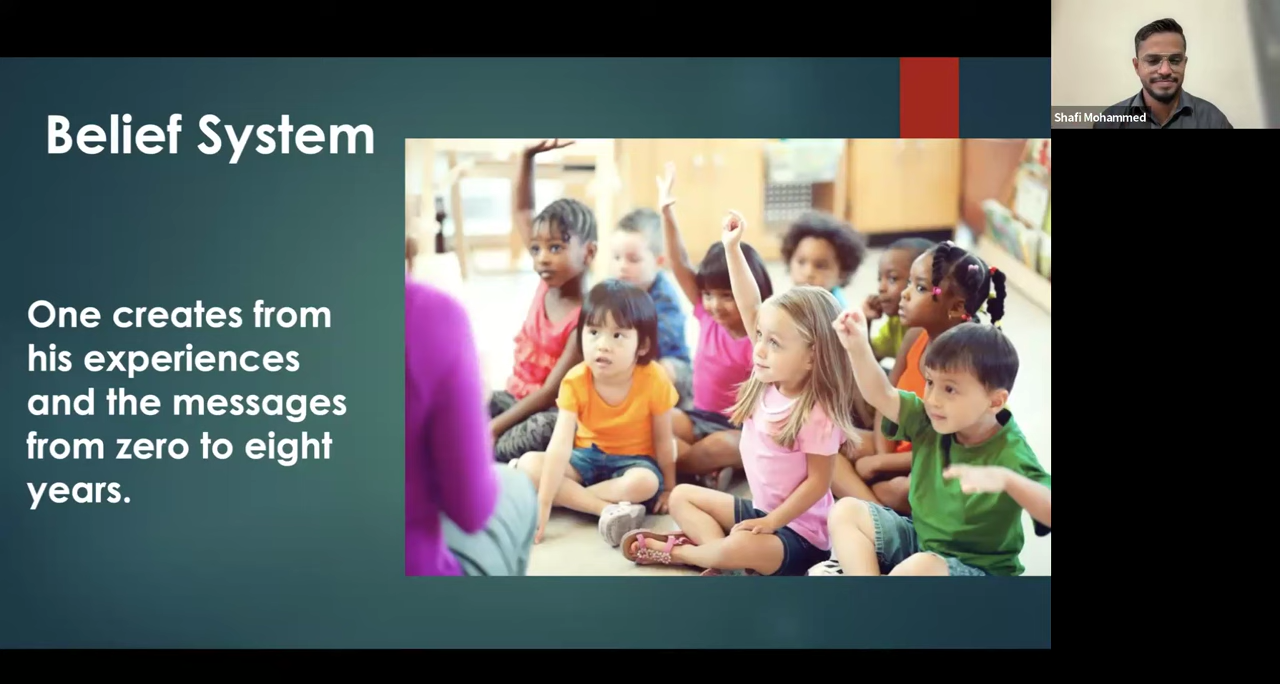 Belief System
One creates from
his experiences
and the messages
from zero to eight
years.
Shafi Mohammed